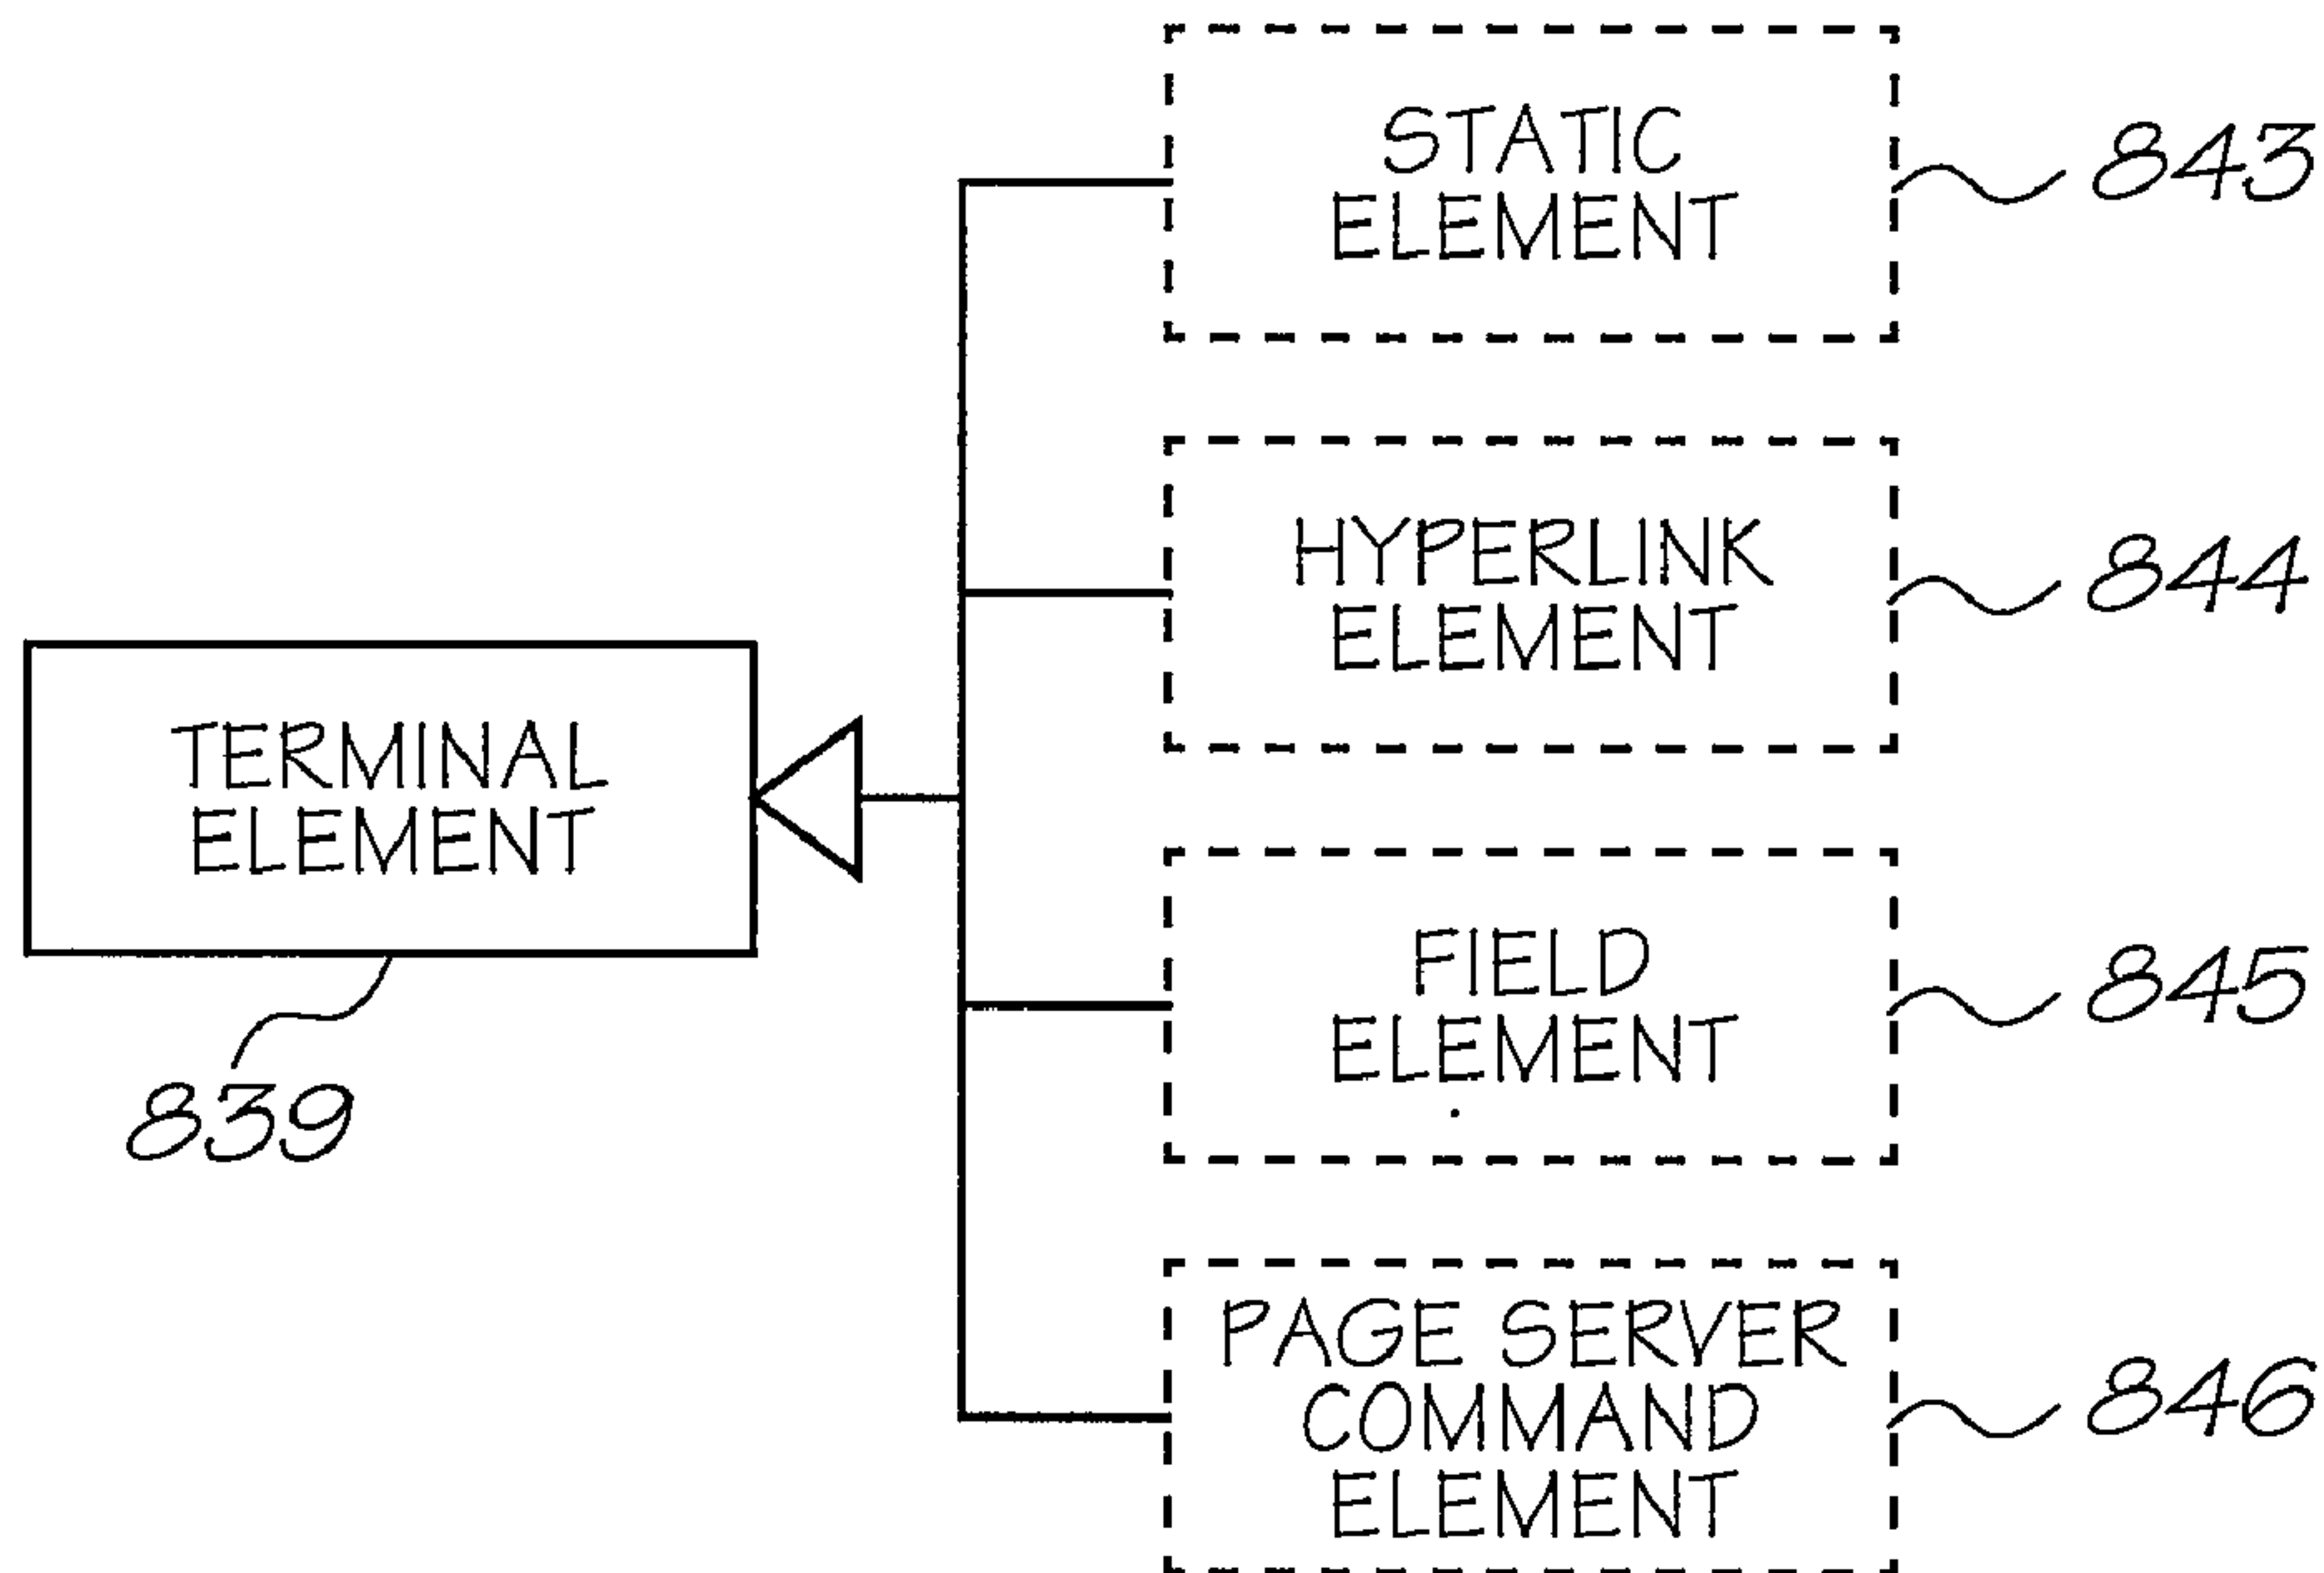 STATIC
ELEMENT
843
HYPERLINK
ELEMENT
844
TERMINAL
ELEMENT
839
FIELD
ELEMENT
845
PAGE SERVER
COMMAND
ELEMENT
846